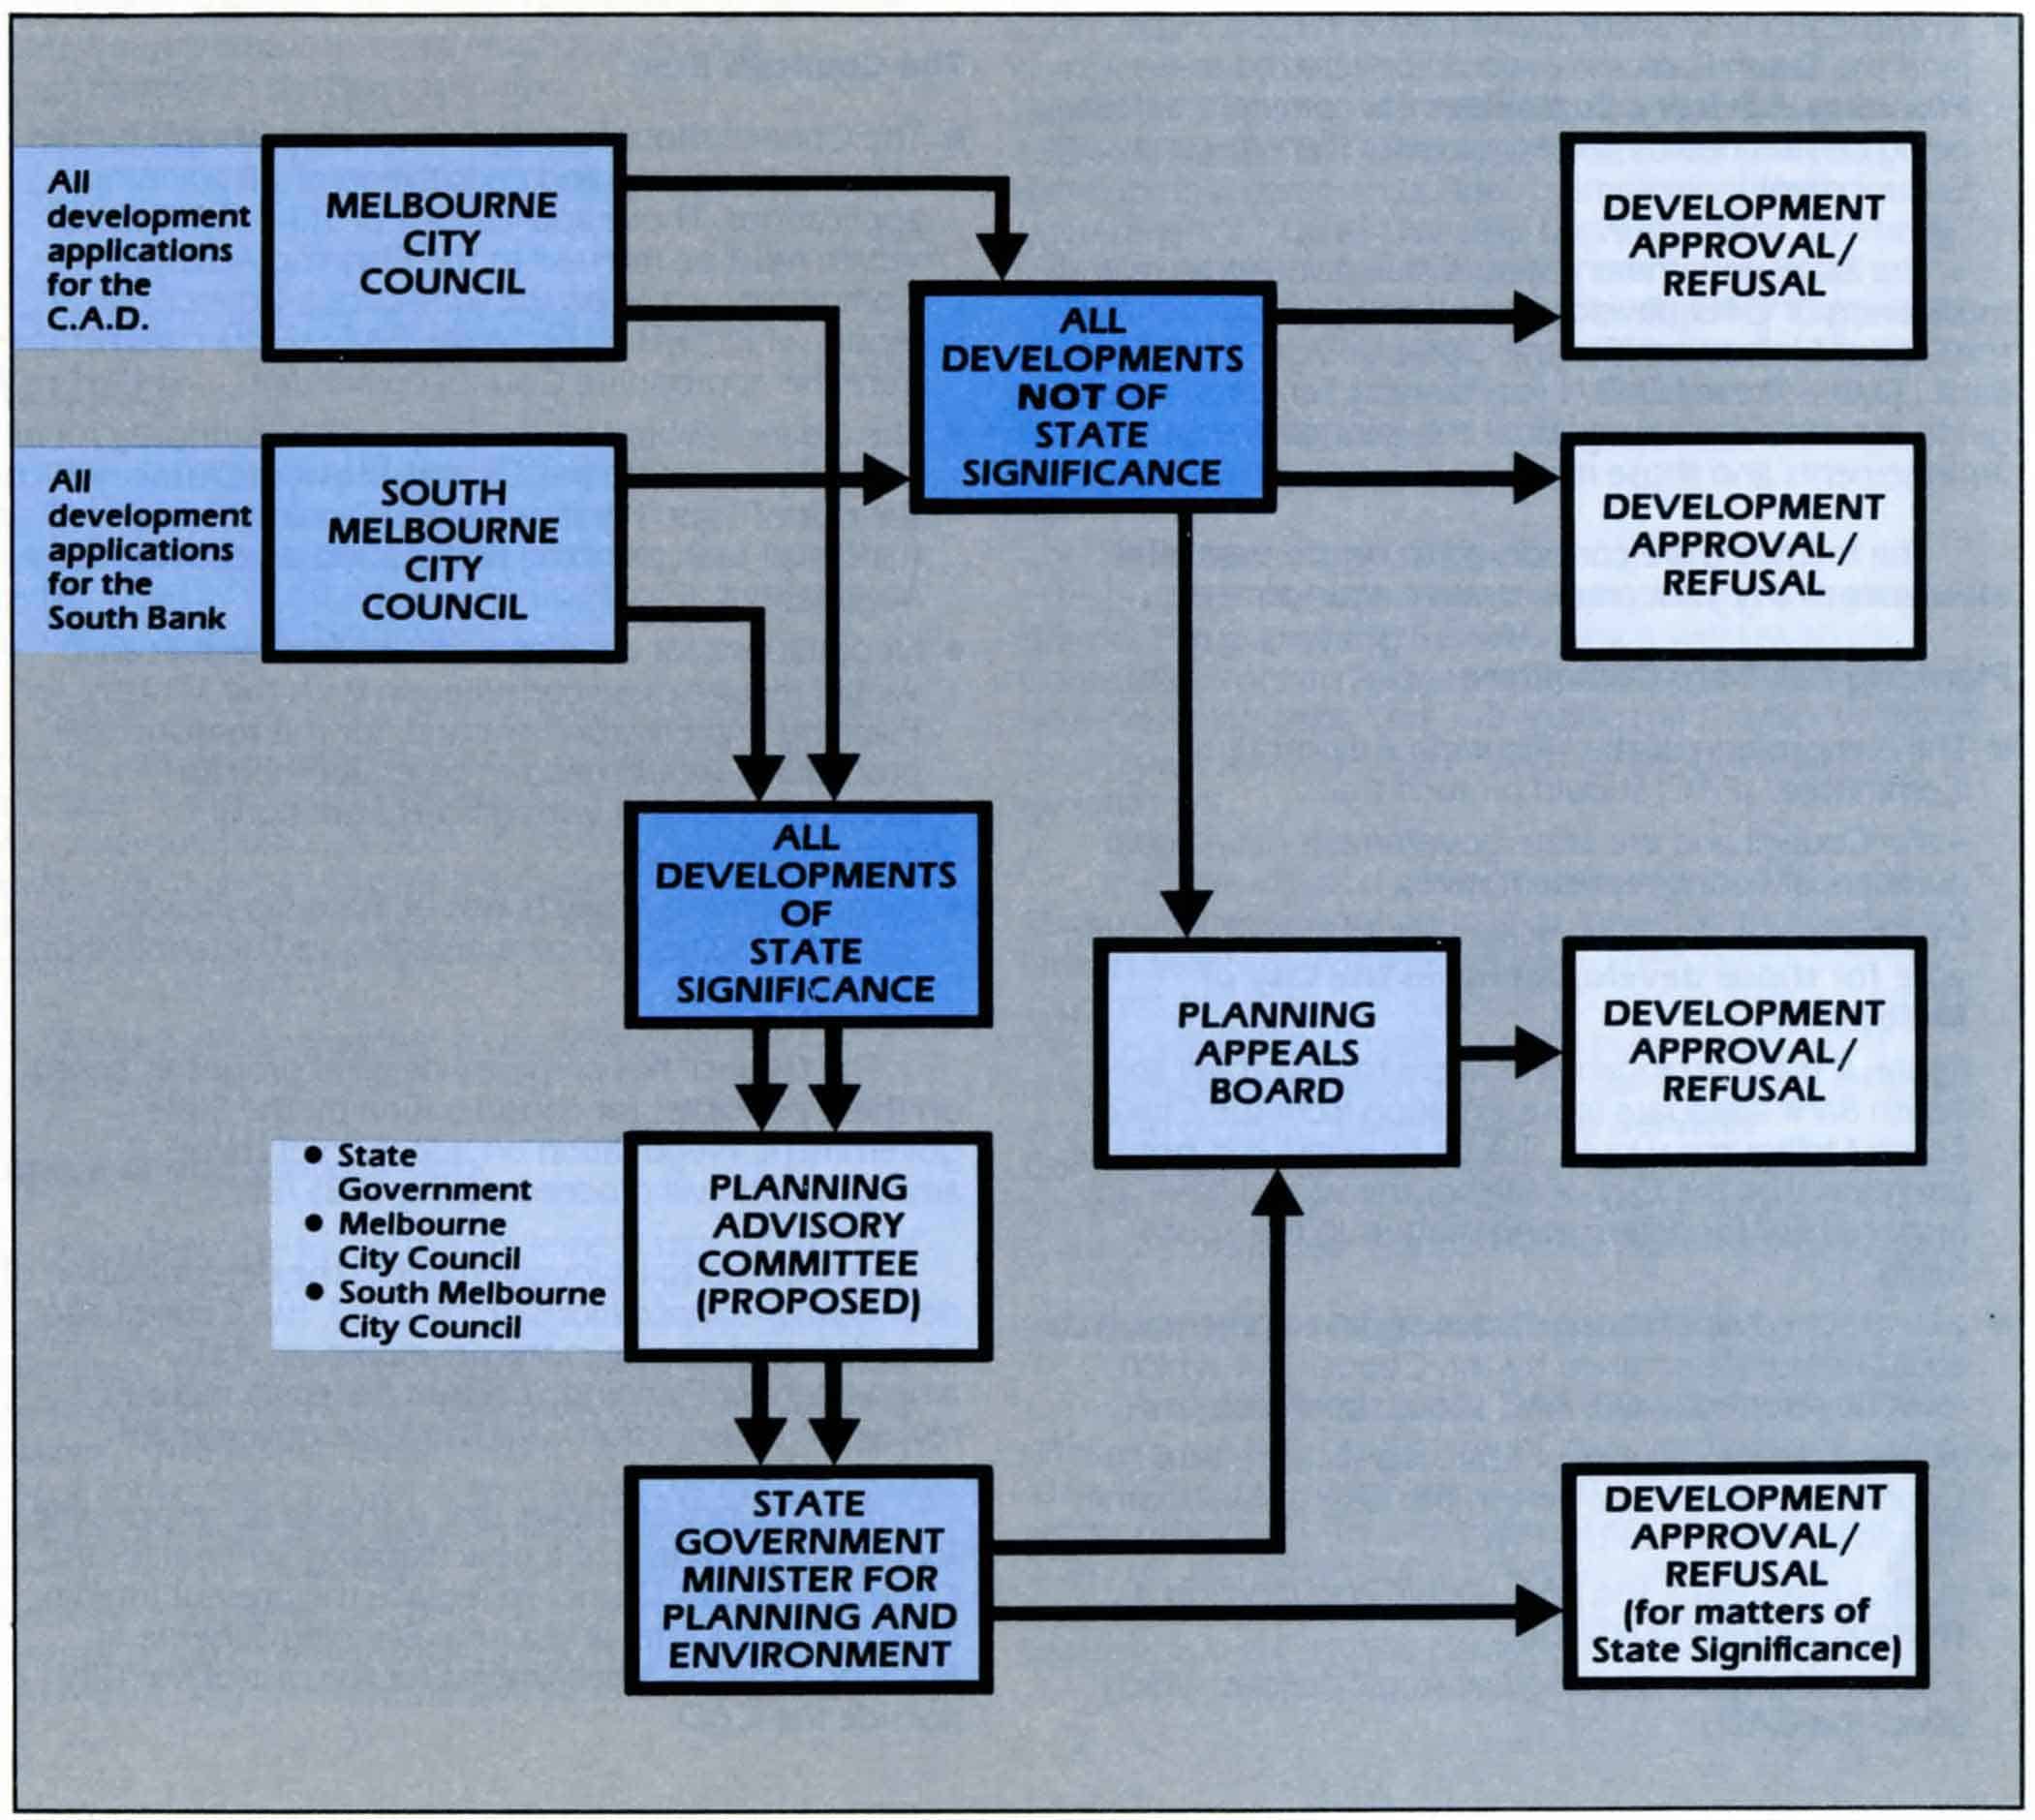 All
development
applications
for the
C.A.D.
MELBOURNE
CITY
COUNCIL
ALL
DEVELOPMENTS
NOT OF
STATE
SIGNIFICANCE
DEVELOPMENT
APPROVAL/
REFUSAL
All
development
applications
for the
South Bank
SOUTH
MELBOURNE
CITY
COUNCIL
DEVELOPMENT
APPROVAL/
REFUSAL
ALL
DEVELOPMENTS
OF
STATE
SIGNIFICANCE
PLANNING
APPEALS
BOARD
DEVELOPMENT
APPROVAL/
REFUSAL
• State
Government
• Melbourne
City Council
• South Melbourne
City Council
PLANNING
ADVISORY
COMMITTEE
(PROPOSED)
STATE
GOVERNMENT
MINISTER FOR
PLANNING AND
ENVIRONMENT
DEVELOPMENT
APPROVAL/
REFUSAL
(for matters of
State Significance)